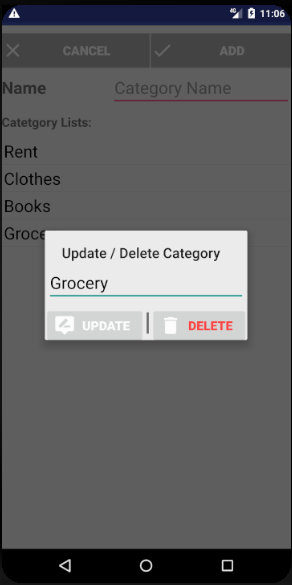 4G 11:06
CANCEL ADD
Name Category Name
Catetgory Lists:
Rent
Clothes
Books
Groce
Update / Delete Category
Grocery
UPDATE DELETE